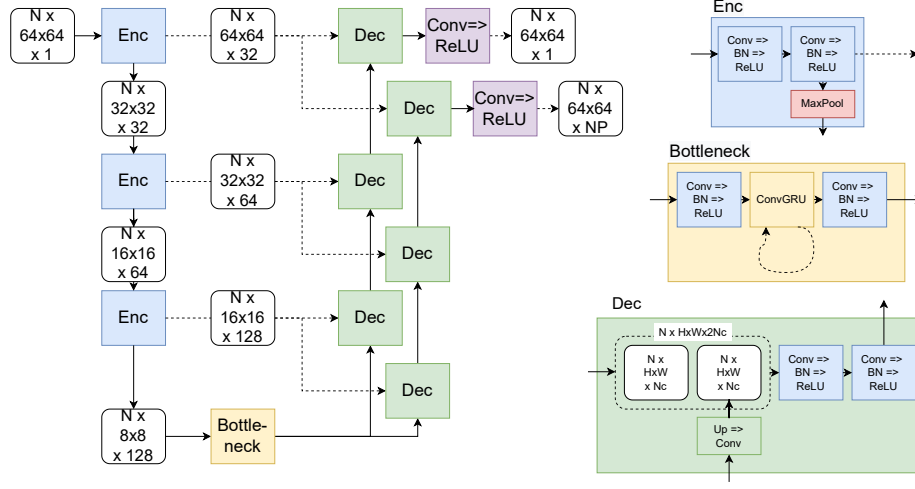 N x
64x64
x 1
Enc
N x
64x64
x 32
Dec
Conv=>
ReLU
N x
64x64
x 1
N x
32x32
x 32
Dec
Conv=>
ReLU
N x
64x64
x NP
Enc
N x
32x32
x 64
Dec
N x
16x16
x 64
Dec
Enc
N x
16x16
x 128
Dec
Dec
N x
8x8
x 128
Bottle-
neck
Enc
Conv =>
BN =>
ReLU
Conv =>
BN =>
ReLU
MaxPool
Bottleneck
Conv =>
BN =>
ReLU
ConvGRU
Conv =>
BN =>
ReLU
Dec
N x HxWx2Nc
N x
HxW
x Nc
N x
HxW
x Nc
Conv =>
BN =>
ReLU
Conv =>
BN =>
ReLU
Up =>
Conv